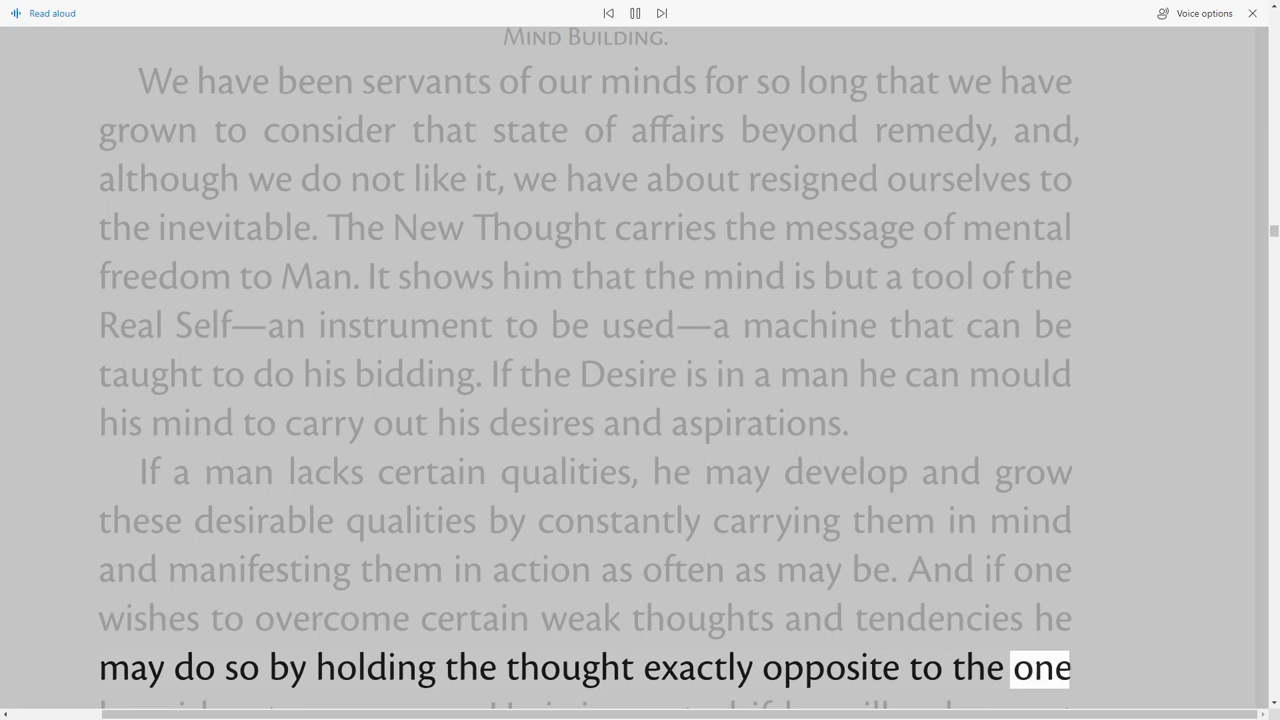 Read aloud
Voice options
Mind Building.
We have been servants of our minds for so long that we have
grown to consider that state of affairs beyond remedy, and,
although we do not like it, we have about resigned ourselves to
the inevitable. The New Thought carries the message of mental
freedom to Man. It shows him that the mind is but a tool of the
Real Self—an instrument to be used—a machine that can be
taught to do his bidding. If the Desire is in a man he can mould
his mind to carry out his desires and aspirations.
If a man lacks certain qualities, he may develop and grow
these desirable qualities by constantly carrying them in mind
and manifesting them in action as often as may be. And if one
wishes to overcome certain weak thoughts and tendencies he
may do so by holding the thought exactly opposite to the one